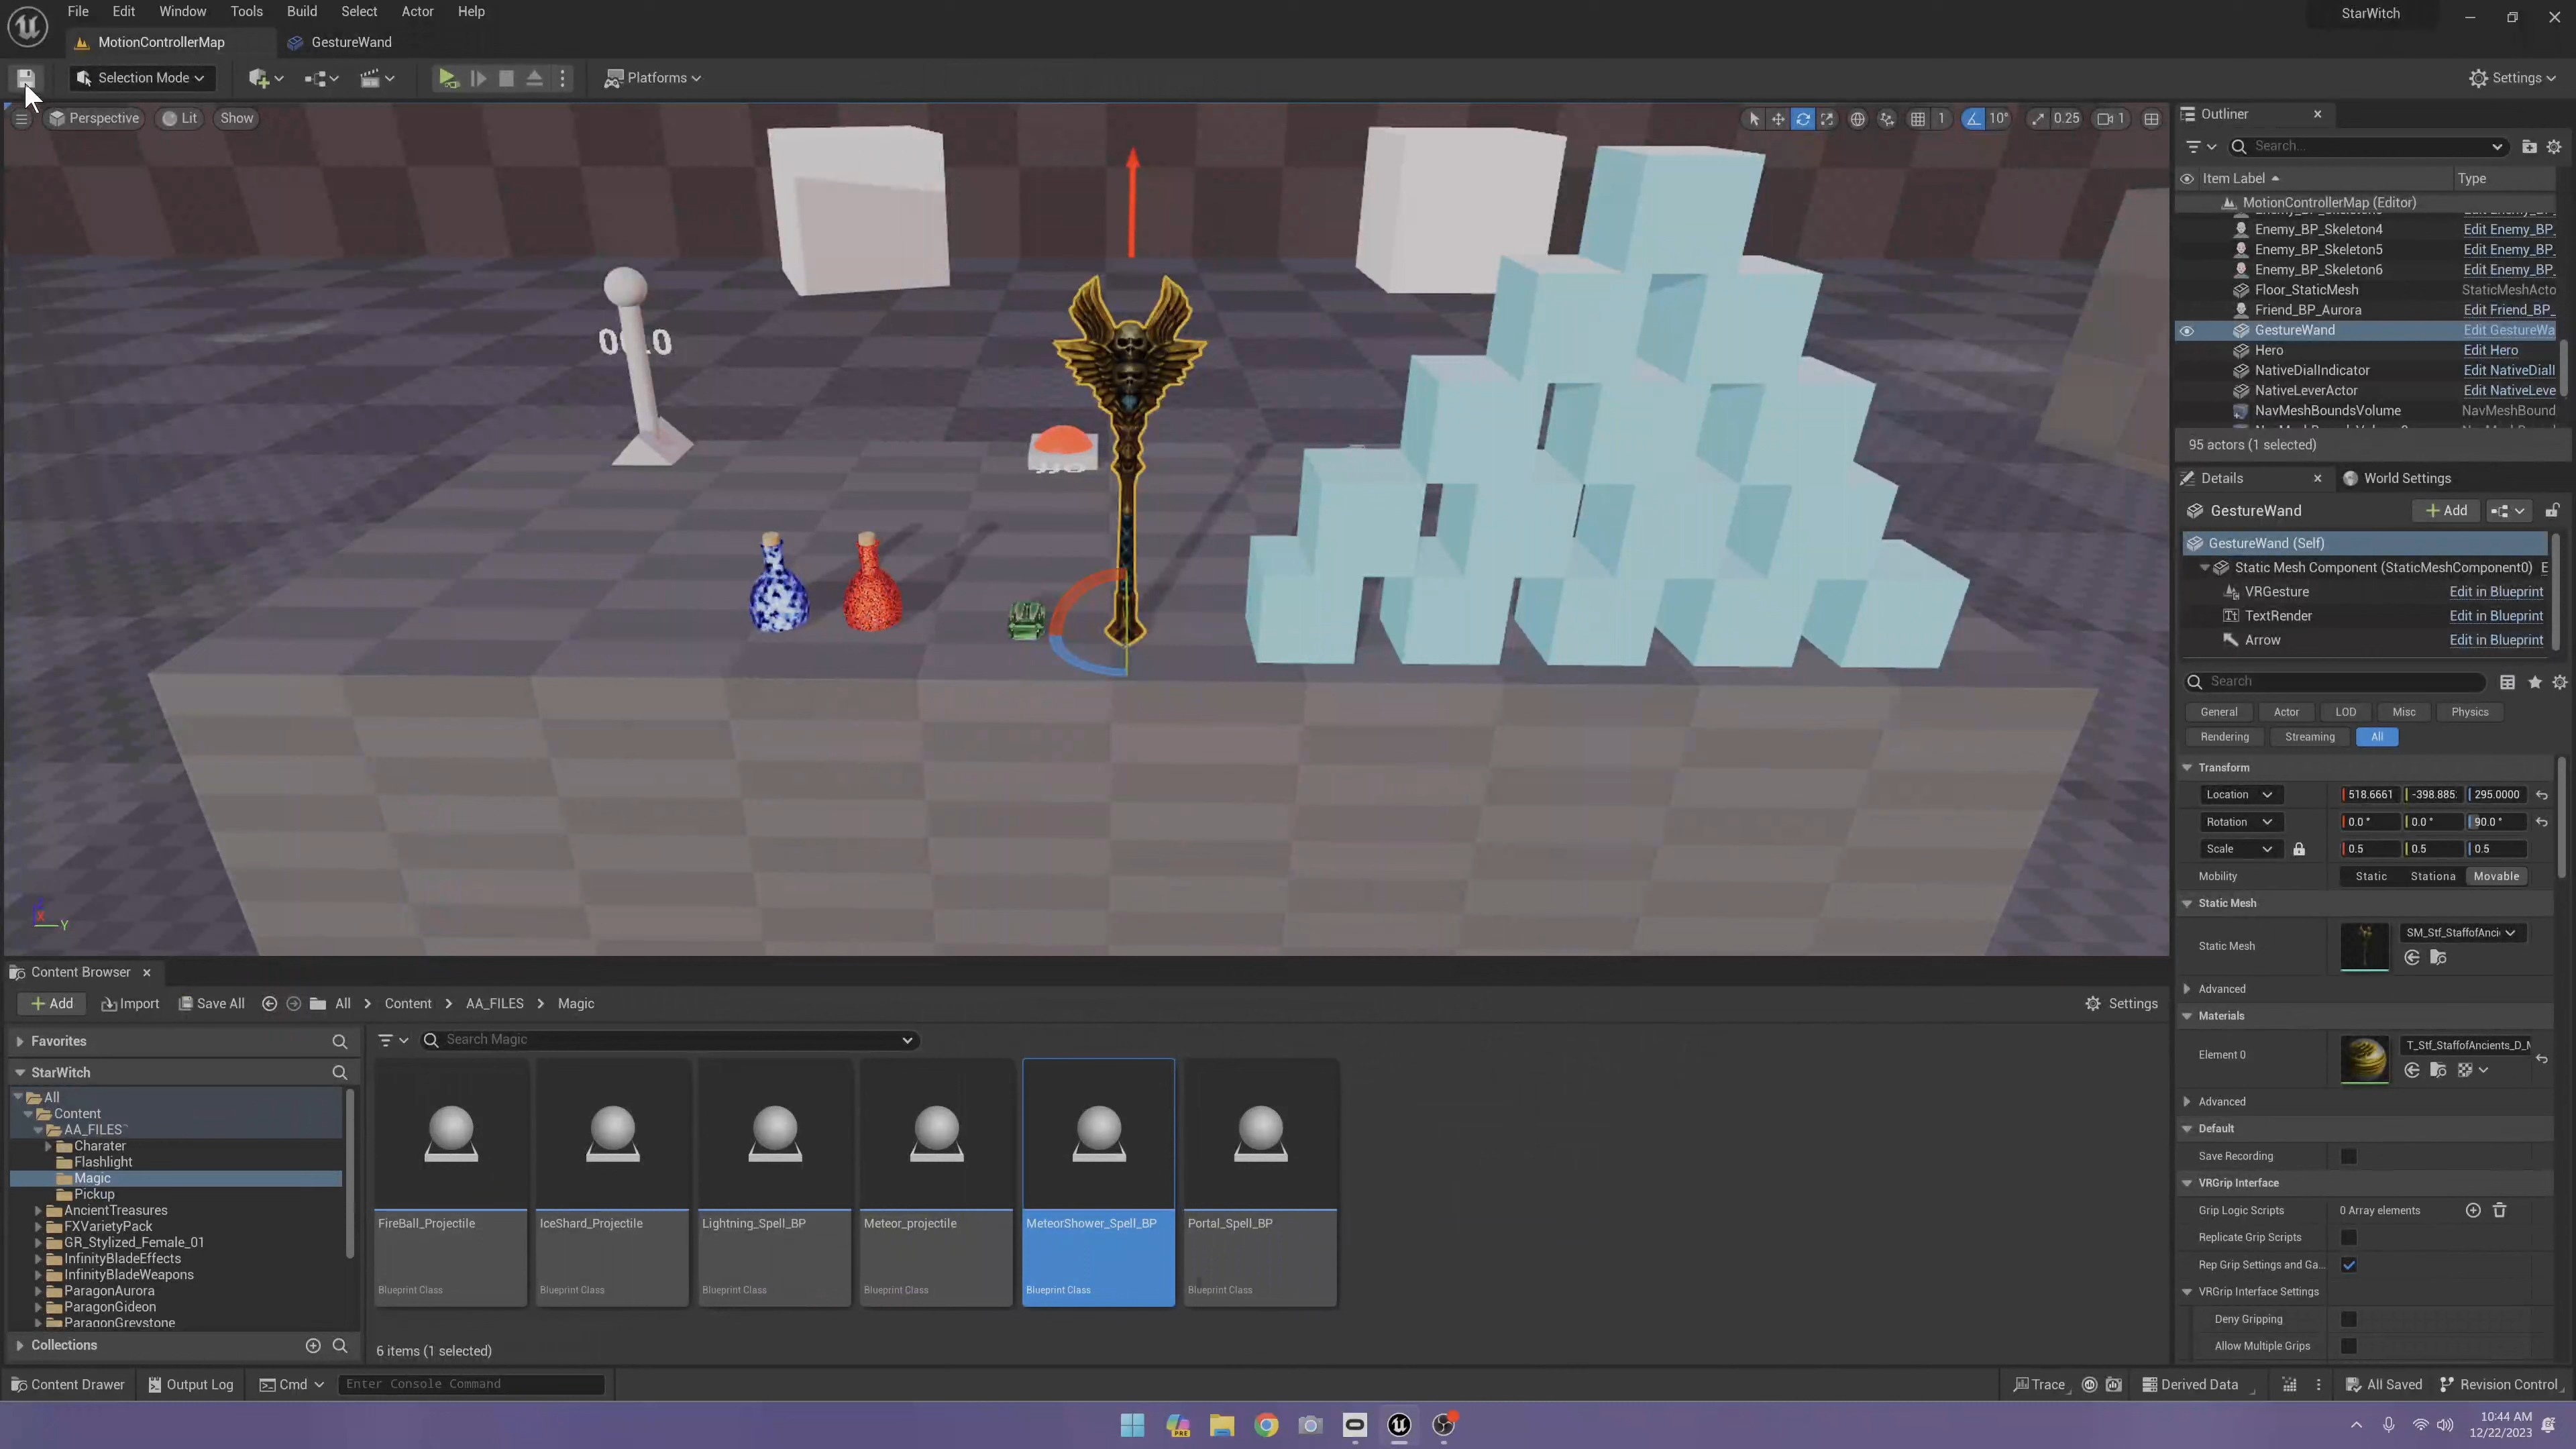 File Edit Window Tools Build Select Actor Help
StarWitch
MotionControllerMap
GestureWand
Selection Mode
Platforms
Settings
Perspective
Lit
Show
1
10°
0.25
1
Outliner
Search...
Item Label
Type
MotionControllerMap (Editor)
Enemy_BP_Skeleton4 Edit Enemy_BP_
Enemy_BP_Skeleton5 Edit Enemy_BP_
Enemy_BP_Skeleton6 Edit Enemy_BP_
Floor_StaticMesh StaticMeshActo
Friend_BP_Aurora Edit Friend_BP_
GestureWand Edit GestureWa
Hero Edit Hero
NativeDialIndicator Edit NativeDiall
NativeLeverActor Edit NativeLeve
NavMeshBoundsVolume NavMeshBound
95 actors (1 selected)
Details
World Settings
GestureWand
Add
GestureWand (Self)
Static Mesh Component (StaticMeshComponent0) E
VRGesture Edit in Blueprint
TextRender Edit in Blueprint
Arrow Edit in Blueprint
Search
General Actor LOD Misc Physics
Rendering Streaming All
Transform
Location 518.6661 -398.885 295.0000
Rotation 0.0 ° 0.0 ° 90.0 °
Scale 0.5 0.5 0.5
Mobility Static Stationa Movable
Static Mesh
Static Mesh SM_Stf_StaffofAnci
Advanced
Materials
Element 0 T_Stf_StaffofAncients_D_M
Advanced
Default
Save Recording
VRGrip Interface
Grip Logic Scripts 0 Array elements
Replicate Grip Scripts
Rep Grip Settings and Ga...
VRGrip Interface Settings
Deny Gripping
Allow Multiple Grips
X
Y
Content Browser
Add
Import
Save All
All > Content > AA_FILES > Magic
Settings
Favorites
StarWitch
All
Content
AA_FILES
Charater
Flashlight
Magic
Pickup
AncientTreasures
FXVarietyPack
GR_Stylized_Female_01
InfinityBladeEffects
InfinityBladeWeapons
ParagonAurora
ParagonGideon
ParagonGreystone
Collections
Search Magic
FireBall_Projectile
Blueprint Class
IceShard_Projectile
Blueprint Class
Lightning_Spell_BP
Blueprint Class
Meteor_projectile
Blueprint Class
MeteorShower_Spell_BP
Blueprint Class
Portal_Spell_BP
Blueprint Class
6 items (1 selected)
Content Drawer
Output Log
Cmd
Enter Console Command
Trace
Derived Data
All Saved
Revision Control
PRE
10:44 AM
12/22/2023